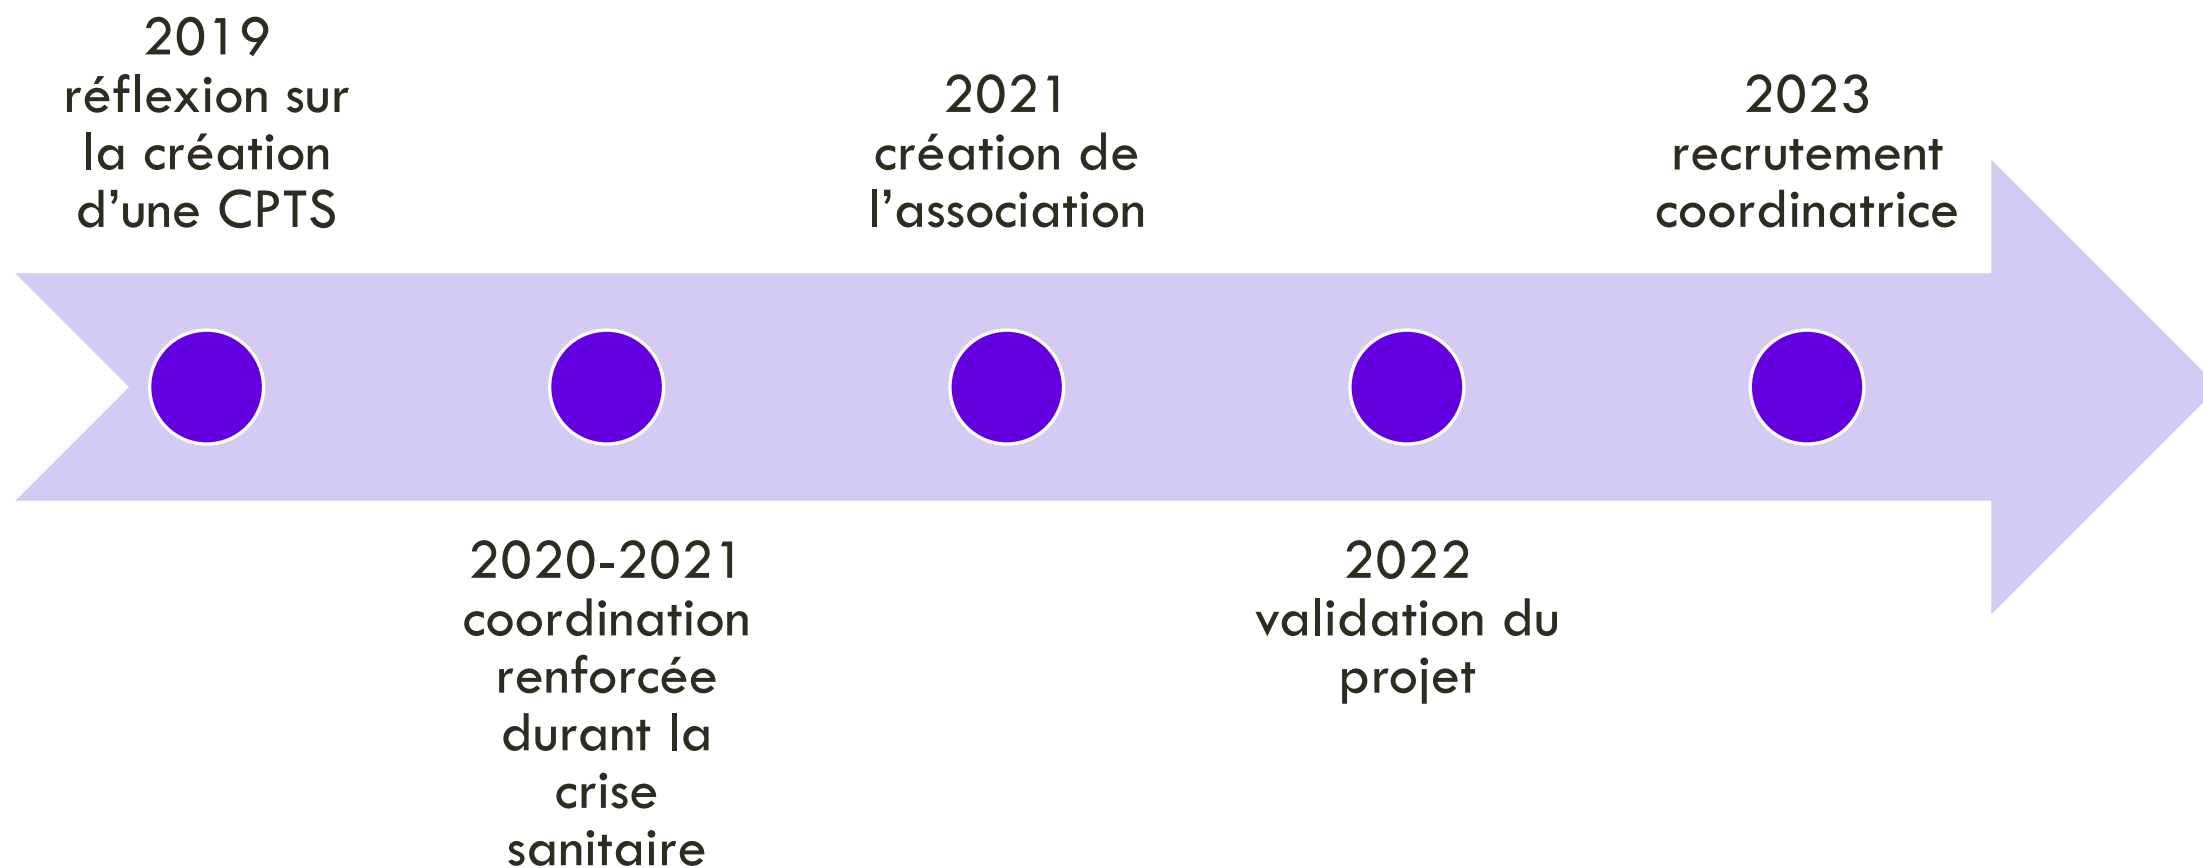 2019
réflexion sur
la création
d’une CPTS
2020-2021
coordination
renforcée
durant la
crise
sanitaire
2021
création de
l’association
2022
validation du
projet
2023
recrutement
coordinatrice